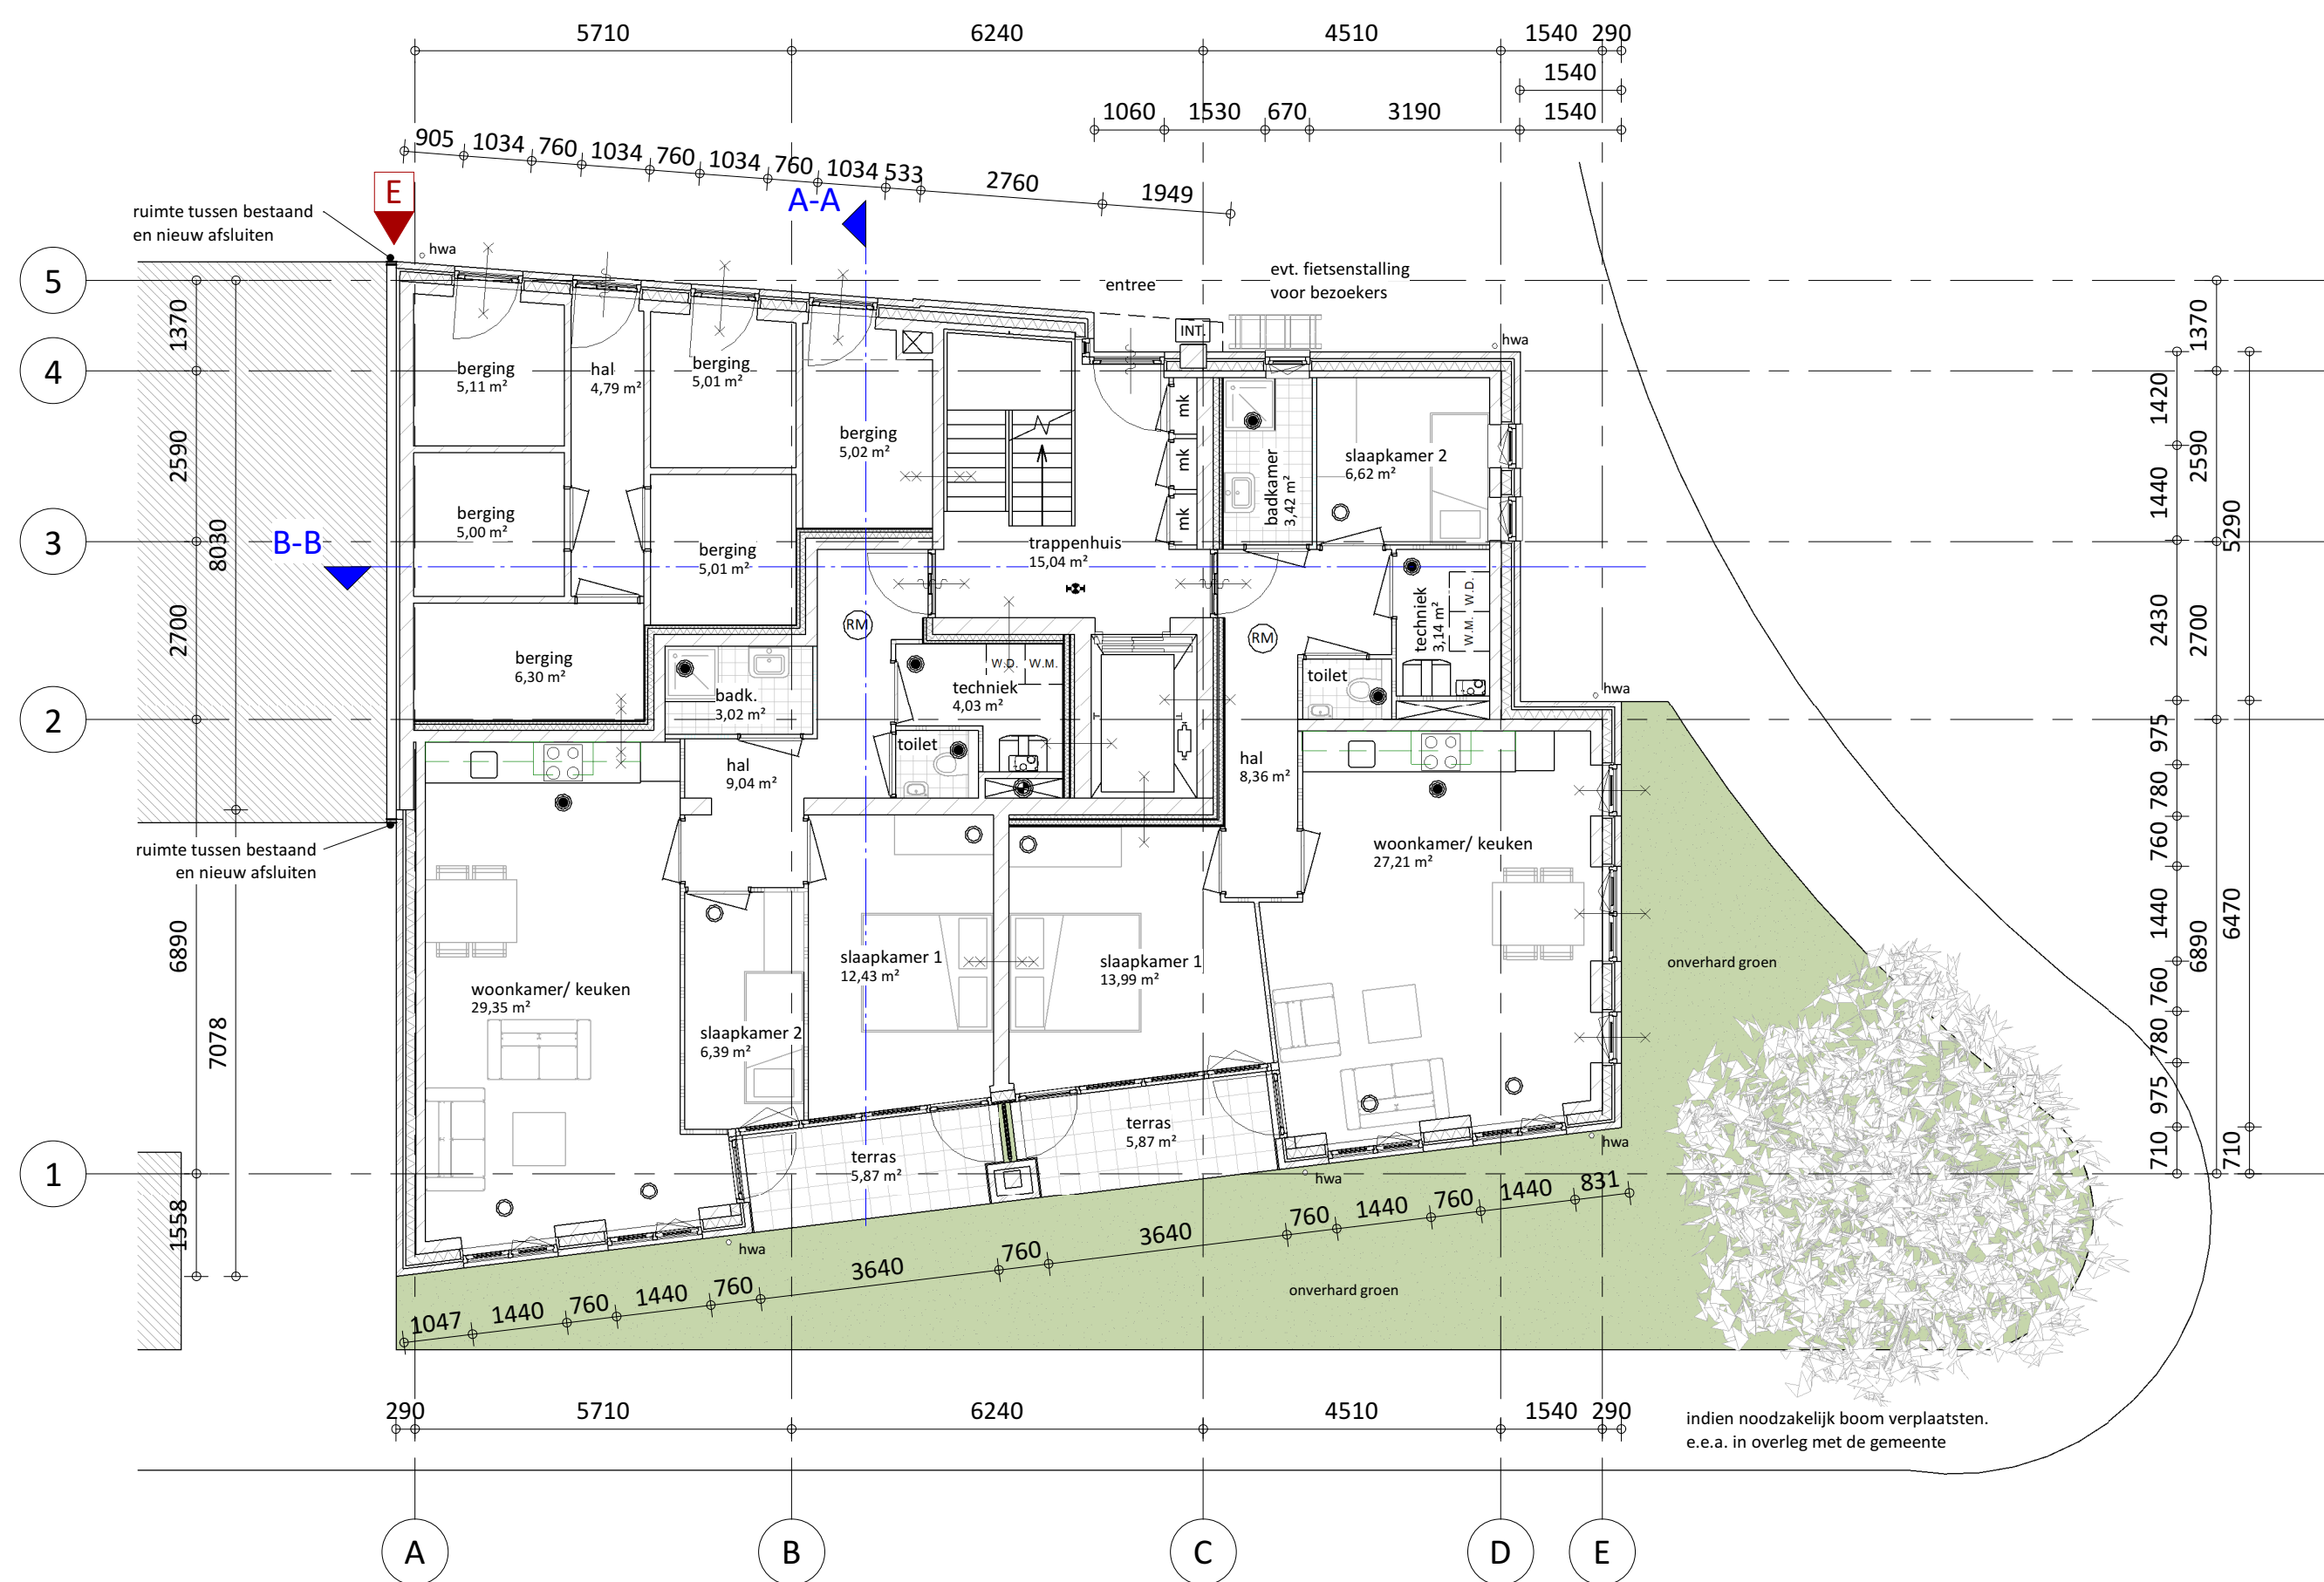 5710 6240 4510 1540 290
1540
1060 1530 670 3190 1540
905 1034 760 1034 760 1034 760 1034 533 2760 1949
E
A-A
ruimte tussen bestaand
en nieuw afsluiten
hwa
5
entree
evt. fietsenstalling
voor bezoekers
INT.
hwa
1370
1370
4
berging
5,11 m²
hal
4,79 m²
berging
5,01 m²
berging
5,02 m²
mk
mk
mk
badkamer
3,42 m²
slaapkamer 2
6,62 m²
1420
2590
2590
1440
5290
8030
berging
5,00 m²
3
B-B
berging
5,01 m²
trappenhuis
15,04 m²
RM
RM
techniek
3,14 m²
W.D.
W.M.
2430
2700
2700
berging
6,30 m²
badk.
3,02 m²
W.D.
W.M.
techniek
4,03 m²
toilet
toilet
hwa
2
hal
9,04 m²
hal
8,36 m²
975
780
760
1440
760
780
975
710
6890
6470
710
ruimte tussen bestaand
en nieuw afsluiten
woonkamer/ keuken
27,21 m²
6890
7078
slaapkamer 1
12,43 m²
slaapkamer 1
13,99 m²
onverhard groen
woonkamer/ keuken
29,35 m²
slaapkamer 2
6,39 m²
terras
5,87 m²
terras
5,87 m²
hwa
1
hwa
hwa
1558
onverhard groen
1047 1440 760 1440 760 3640 760 3640 760 1440 760 1440 831
290 5710 6240 4510 1540 290
indien noodzakelijk boom verplaatsten.
e.e.a. in overleg met de gemeente
A B C D E